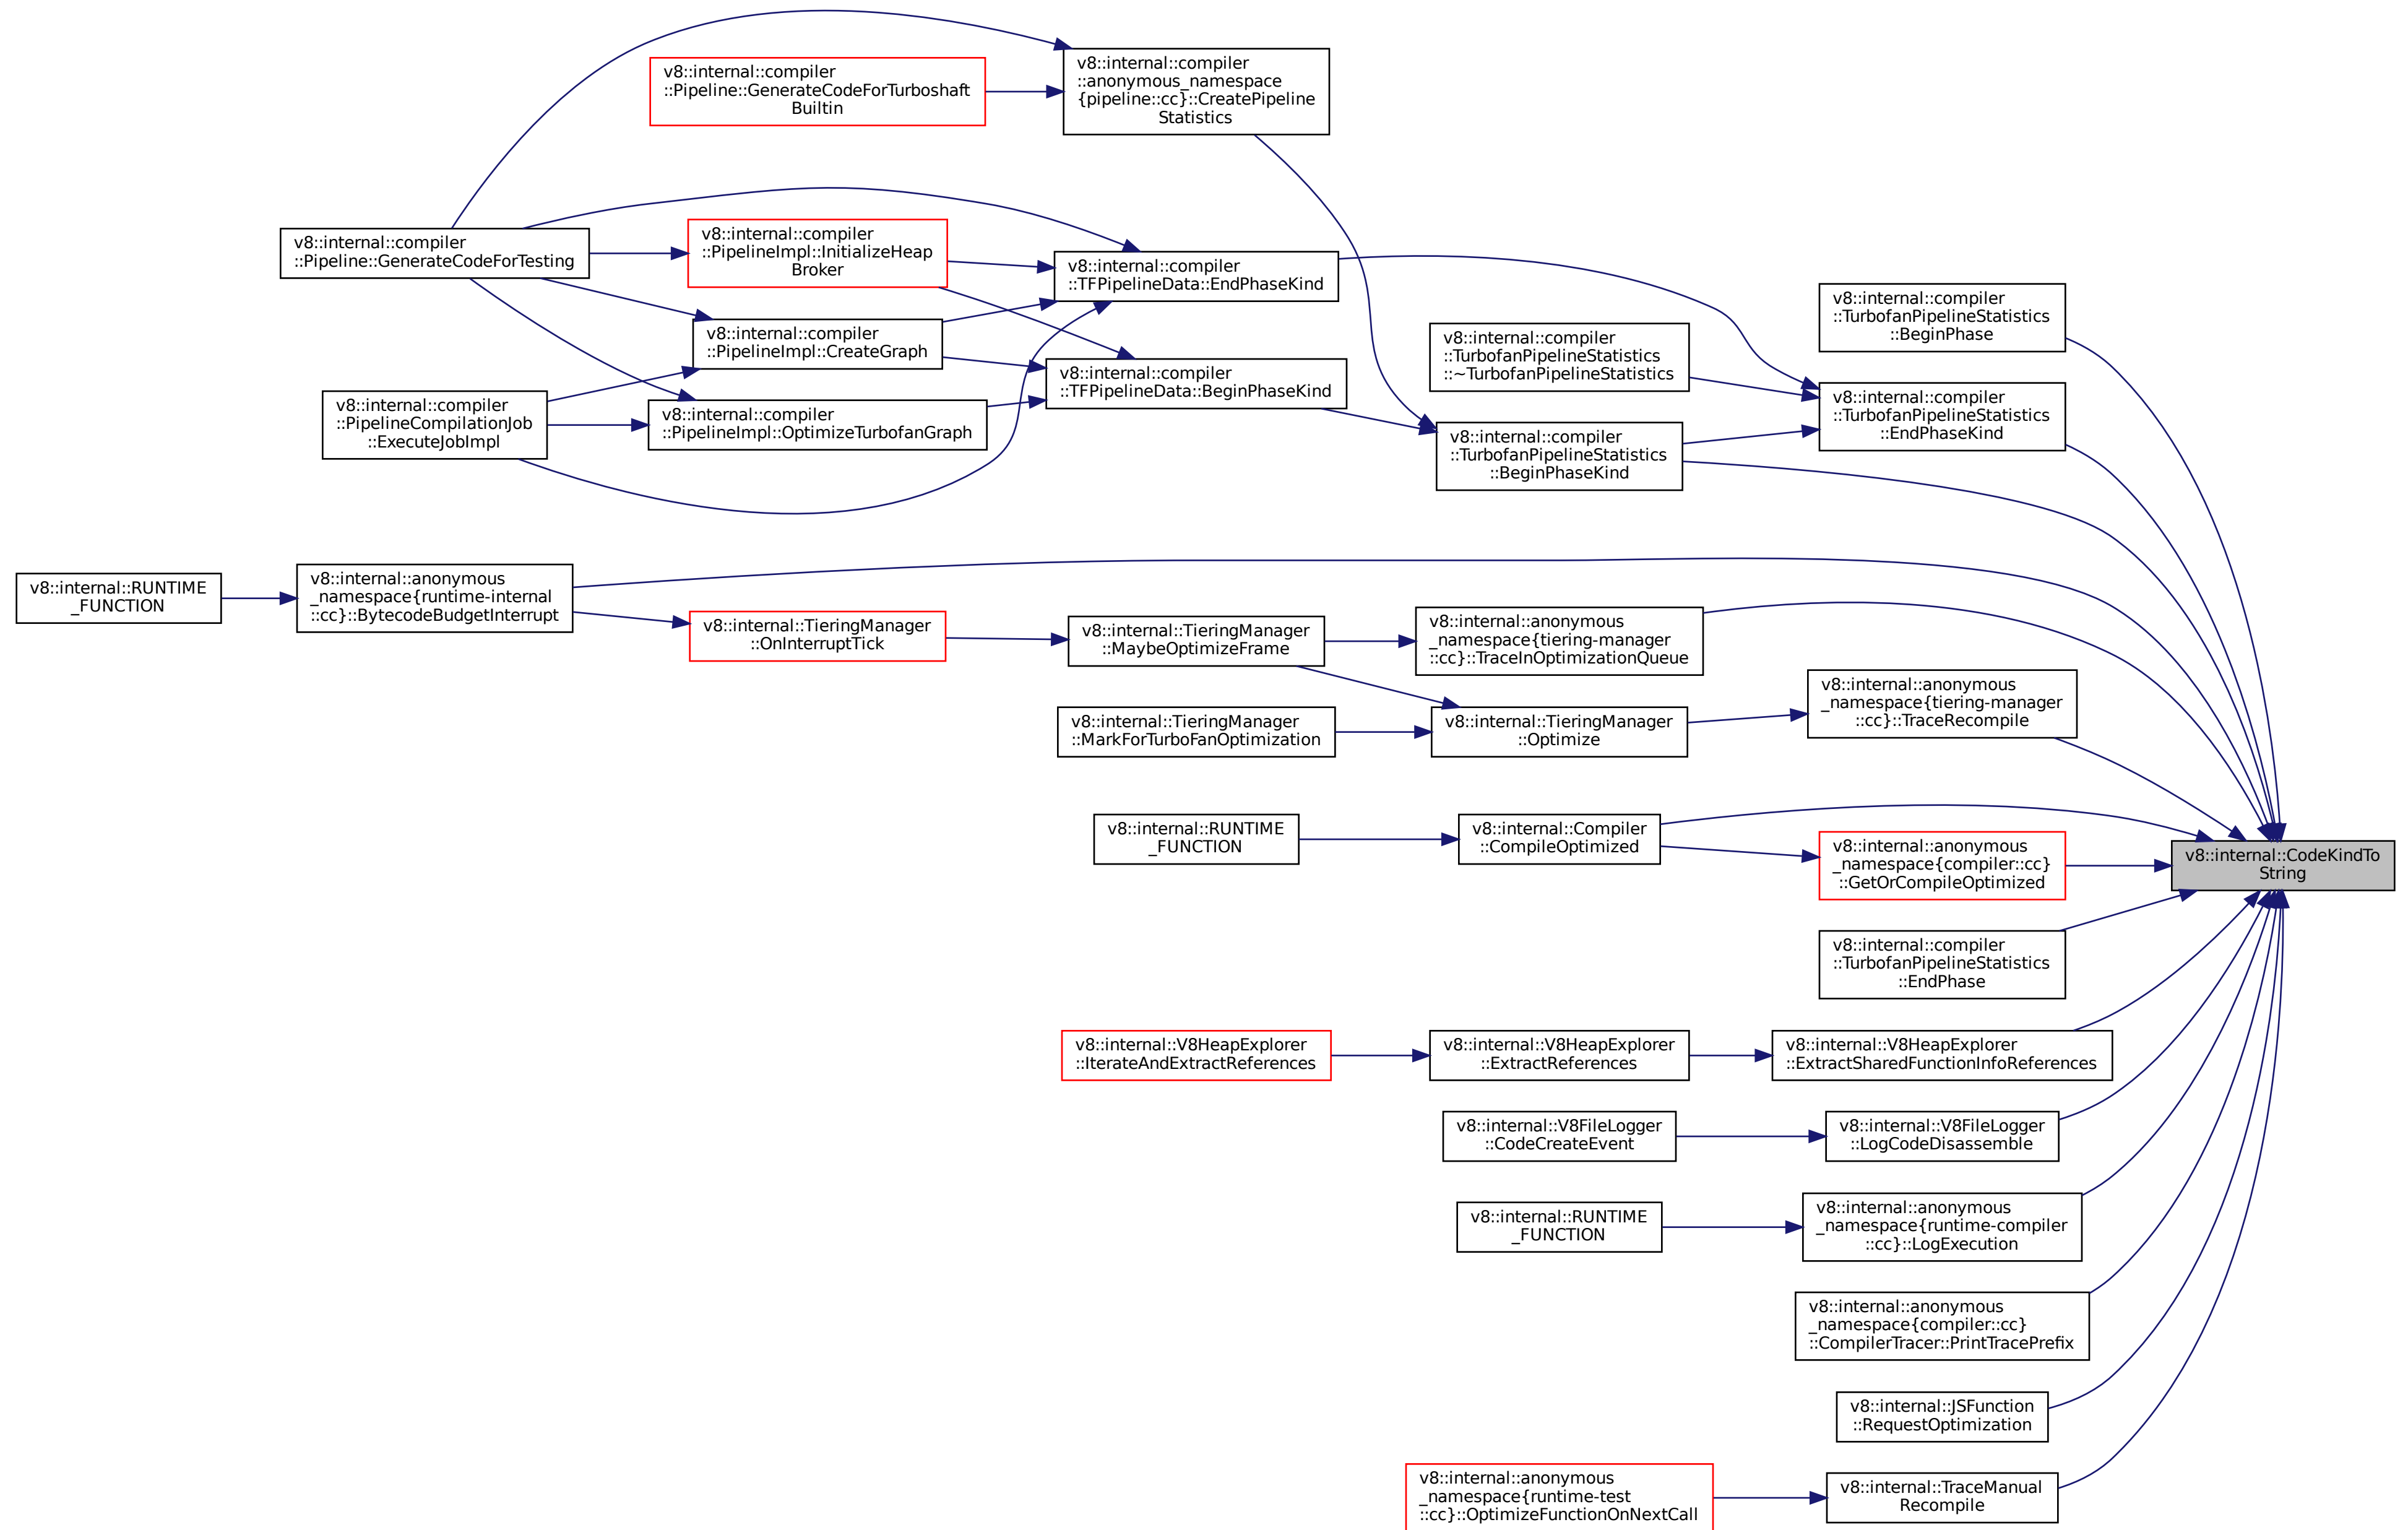 v8::internal::compiler
::anonymous_namespace
{pipeline::cc}::CreatePipeline
Statistics
v8::internal::compiler
::Pipeline::GenerateCodeForTurboshaft
Builtin
v8::internal::compiler
::Pipeline::GenerateCodeForTesting
v8::internal::compiler
::PipelineImpl::InitializeHeap
Broker
v8::internal::compiler
::TFPipelineData::EndPhaseKind
v8::internal::compiler
::TurbofanPipelineStatistics
::BeginPhase
v8::internal::compiler
::PipelineImpl::CreateGraph
v8::internal::compiler
::TurbofanPipelineStatistics
::~TurbofanPipelineStatistics
v8::internal::compiler
::TFPipelineData::BeginPhaseKind
v8::internal::compiler
::TurbofanPipelineStatistics
::EndPhaseKind
v8::internal::compiler
::PipelineCompilationJob
::ExecuteJobImpl
v8::internal::compiler
::PipelineImpl::OptimizeTurbofanGraph
v8::internal::compiler
::TurbofanPipelineStatistics
::BeginPhaseKind
v8::internal::RUNTIME
_FUNCTION
v8::internal::anonymous
_namespace{runtime-internal
::cc}::BytecodeBudgetInterrupt
v8::internal::TieringManager
::OnInterruptTick
v8::internal::TieringManager
::MaybeOptimizeFrame
v8::internal::anonymous
_namespace{tiering-manager
::cc}::TraceInOptimizationQueue
v8::internal::anonymous
_namespace{tiering-manager
::cc}::TraceRecompile
v8::internal::TieringManager
::MarkForTurboFanOptimization
v8::internal::TieringManager
::Optimize
v8::internal::RUNTIME
_FUNCTION
v8::internal::Compiler
::CompileOptimized
v8::internal::anonymous
_namespace{compiler::cc}
::GetOrCompileOptimized
v8::internal::CodeKindTo
String
v8::internal::compiler
::TurbofanPipelineStatistics
::EndPhase
v8::internal::V8HeapExplorer
::IterateAndExtractReferences
v8::internal::V8HeapExplorer
::ExtractReferences
v8::internal::V8HeapExplorer
::ExtractSharedFunctionInfoReferences
v8::internal::V8FileLogger
::CodeCreateEvent
v8::internal::V8FileLogger
::LogCodeDisassemble
v8::internal::RUNTIME
_FUNCTION
v8::internal::anonymous
_namespace{runtime-compiler
::cc}::LogExecution
v8::internal::anonymous
_namespace{compiler::cc}
::CompilerTracer::PrintTracePrefix
v8::internal::JSFunction
::RequestOptimization
v8::internal::anonymous
_namespace{runtime-test
::cc}::OptimizeFunctionOnNextCall
v8::internal::TraceManual
Recompile